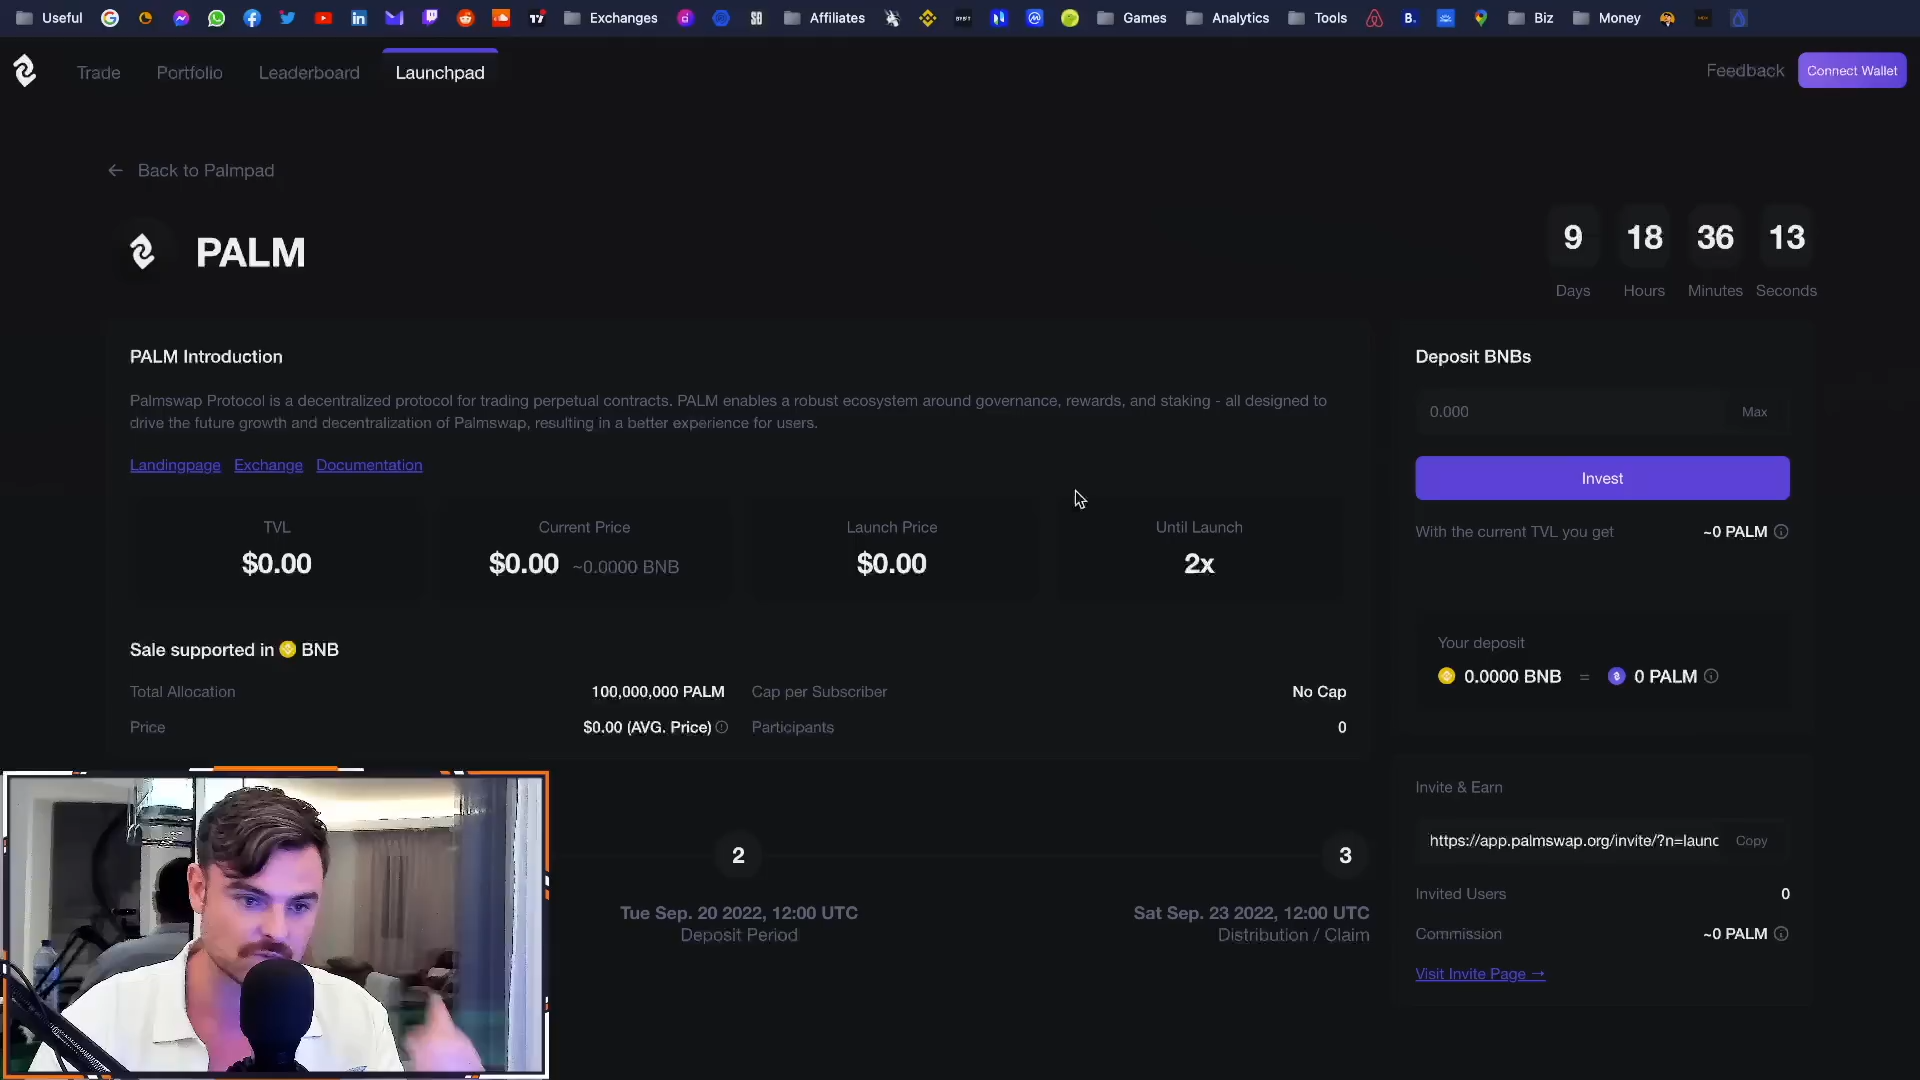 Useful
Exchanges
Affiliates
Games
Analytics
Tools
Biz
Money
Trade
Portfolio
Leaderboard
Launchpad
Feedback
Connect Wallet
← Back to Palmpad
PALM
9
18
36
13
Days
Hours
Minutes
Seconds
PALM Introduction
Palmswap Protocol is a decentralized protocol for trading perpetual contracts. PALM enables a robust ecosystem around governance, rewards, and staking - all designed to
drive the future growth and decentralization of Palmswap, resulting in a better experience for users.
Landingpage
Exchange
Documentation
TVL
$0.00
Current Price
$0.00 ~0.0000 BNB
Launch Price
$0.00
Until Launch
2x
Sale supported in BNB
Total Allocation
100,000,000 PALM
Cap per Subscriber
No Cap
Price
$0.00 (AVG. Price)
Participants
0
Deposit BNBs
0.000
Max
Invest
With the current TVL you get
~0 PALM
Your deposit
0.0000 BNB = 0 PALM
Invite & Earn
https://app.palmswap.org/invite/?n=launc
Copy
Invited Users
0
Commission
~0 PALM
Visit Invite Page →
2
Tue Sep. 20 2022, 12:00 UTC
Deposit Period
3
Sat Sep. 23 2022, 12:00 UTC
Distribution / Claim